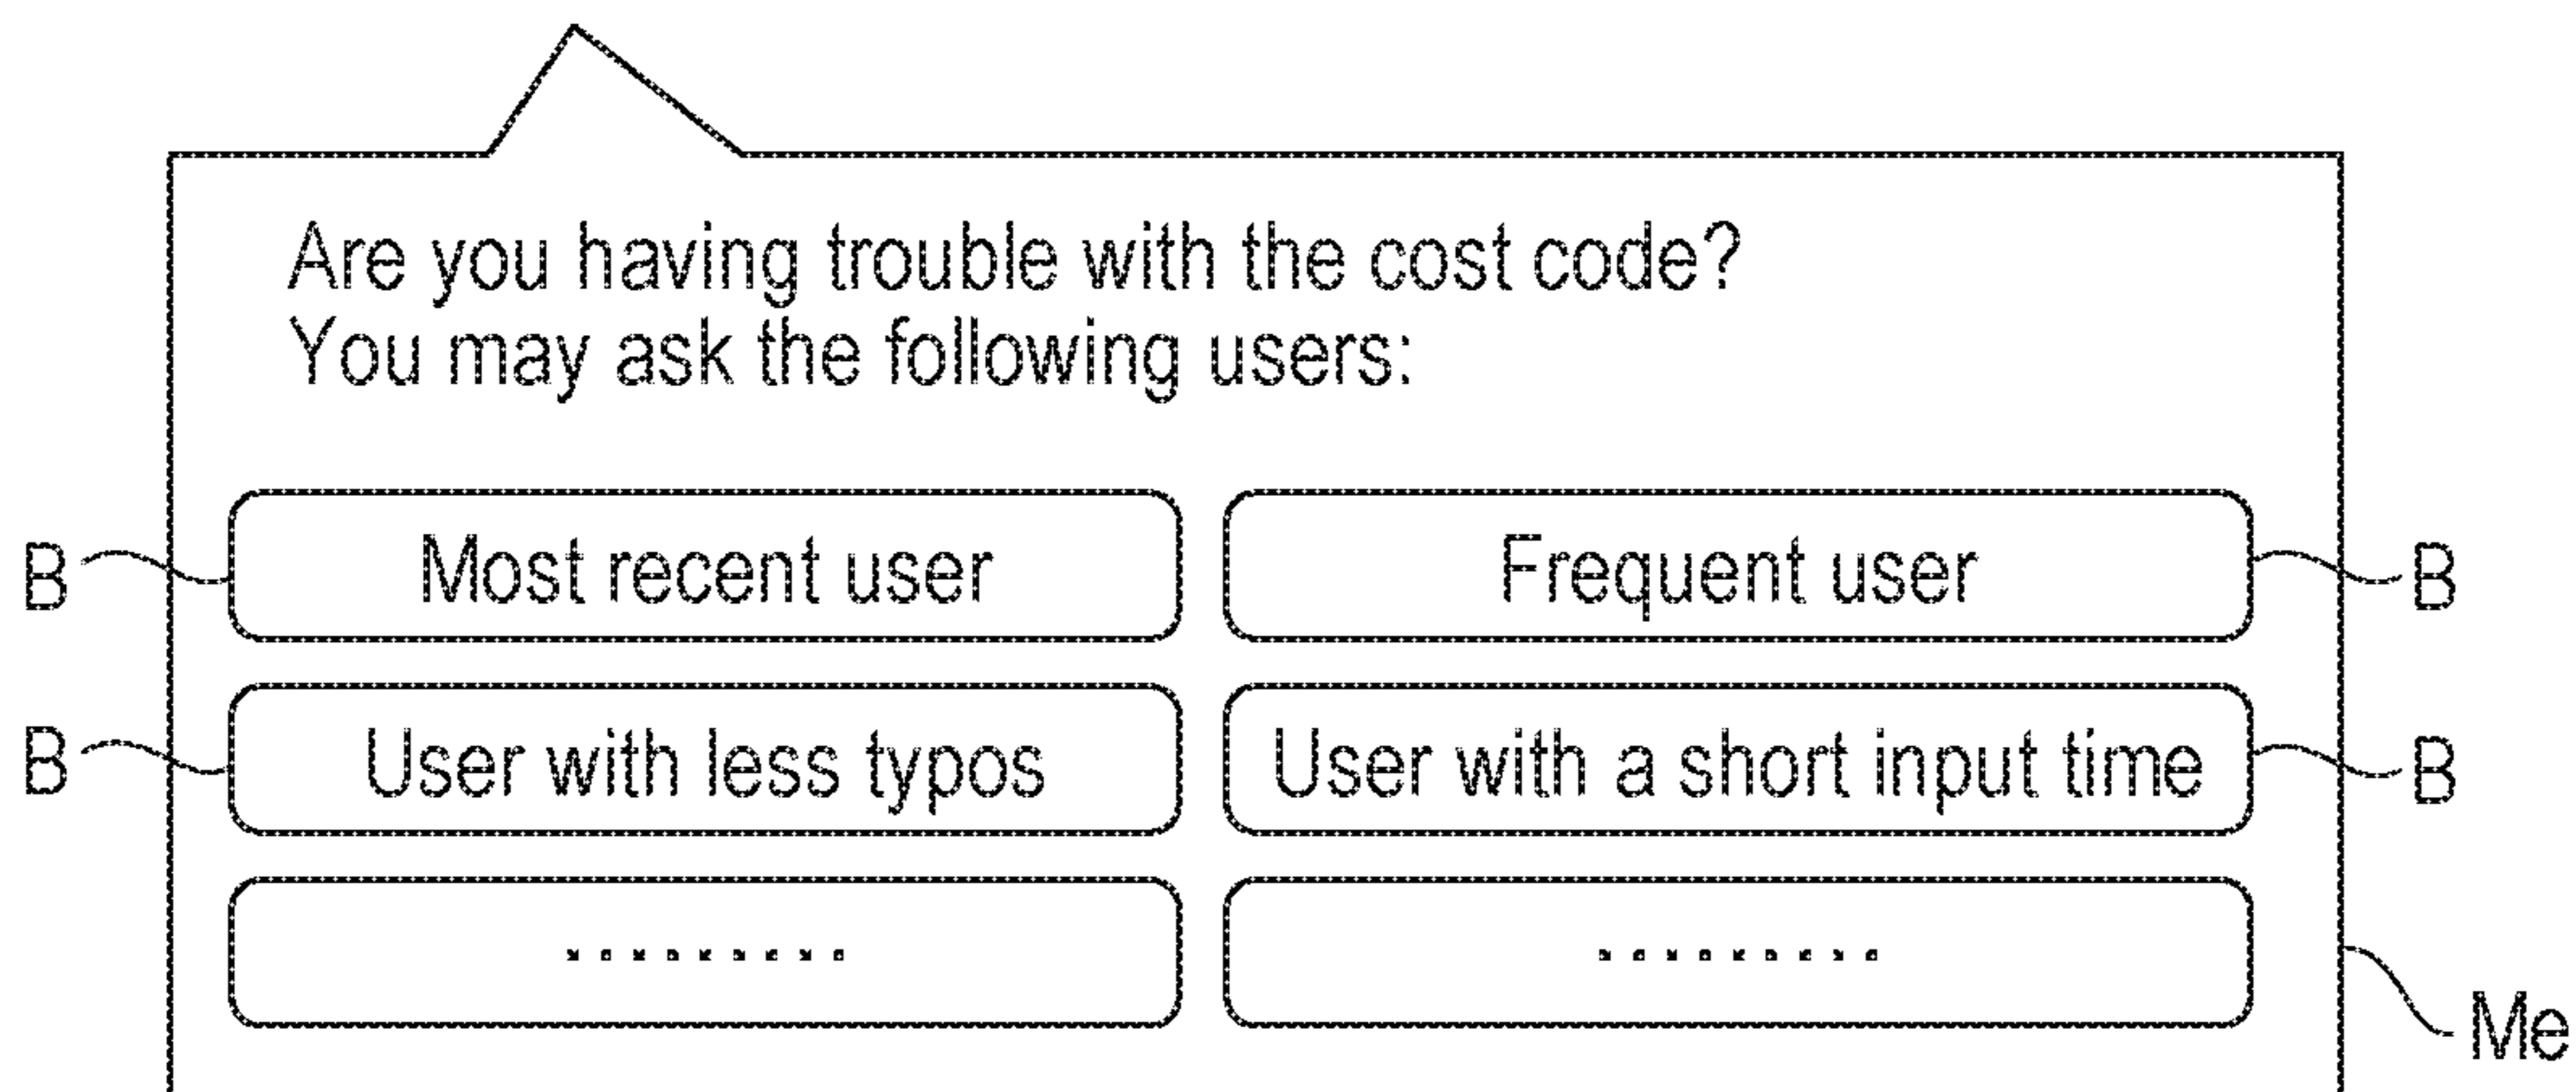 Are you having trouble with the cost code?
You may ask the following users:
B Most recent user Frequent user B
B User with less typos User with a short input time B
......... .........
Me